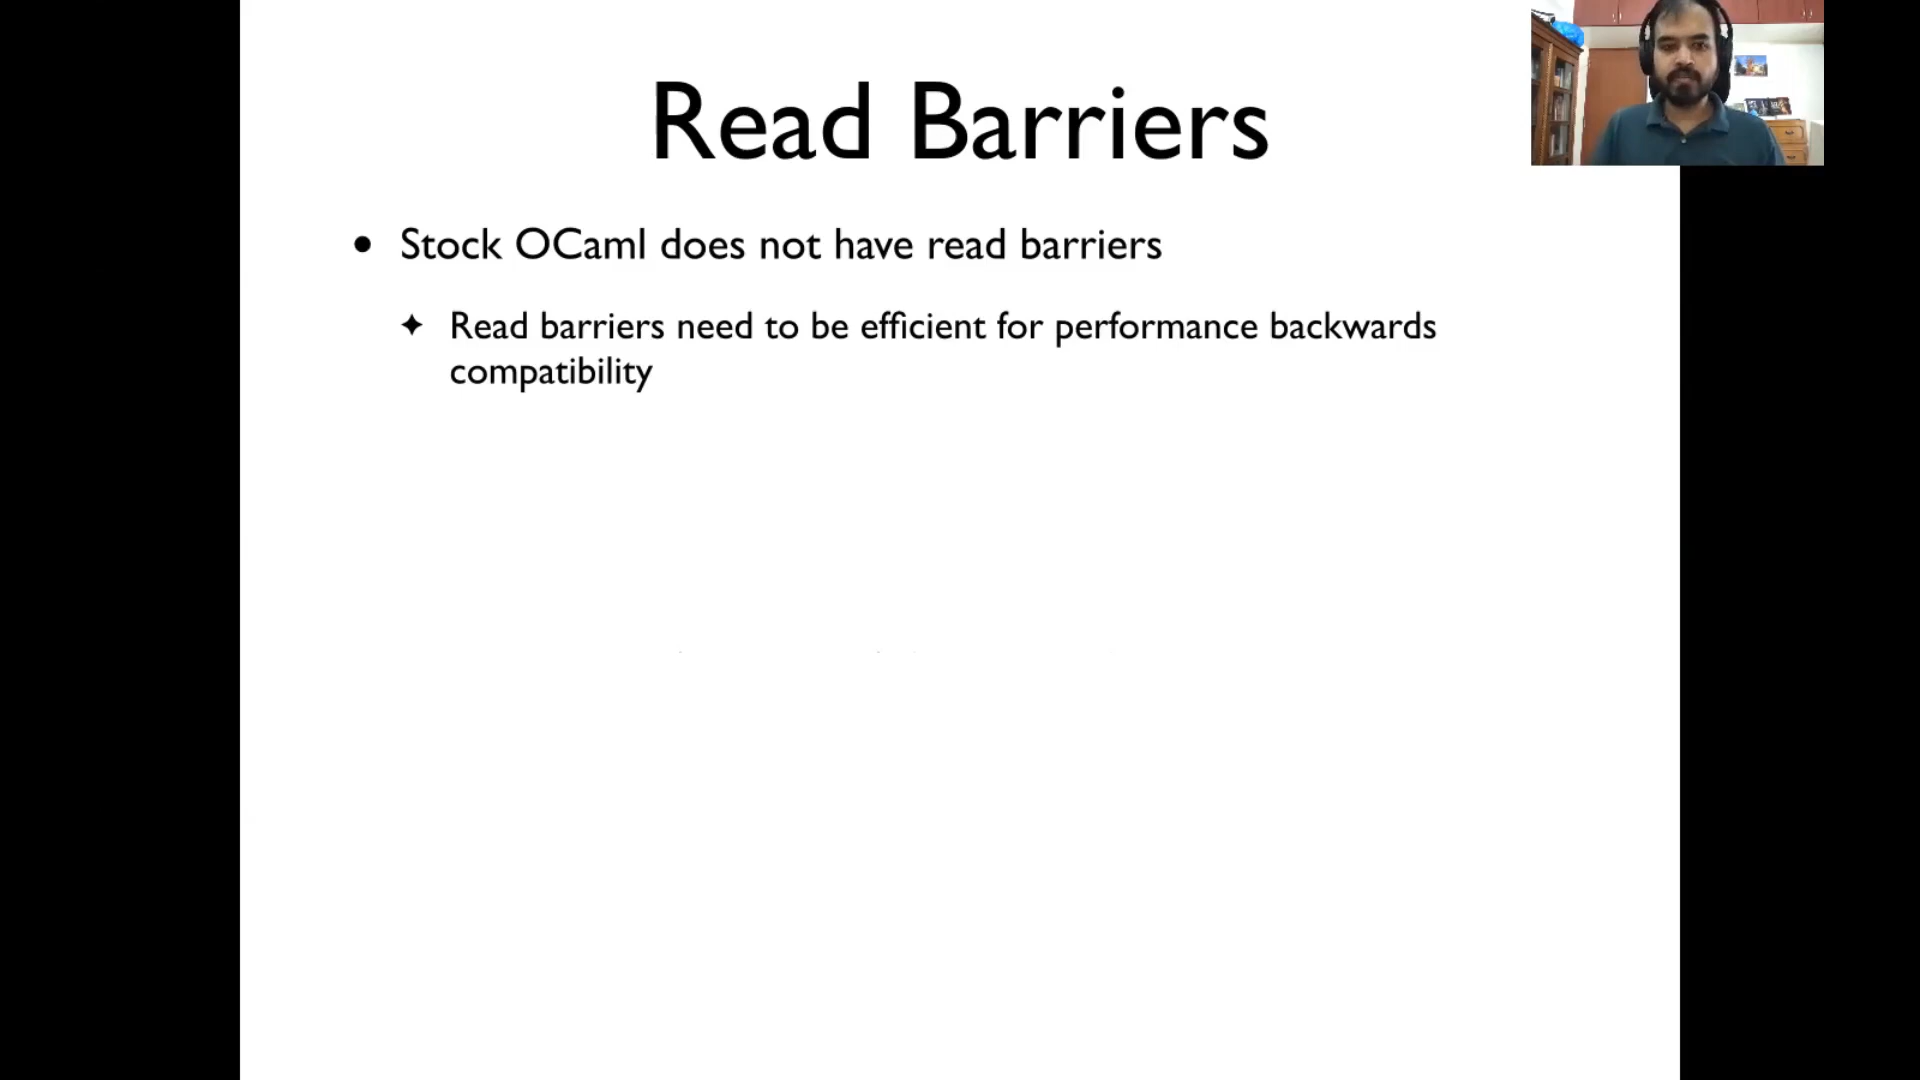 Read Barriers
• Stock OCaml does not have read barriers
✦ Read barriers need to be efficient for performance backwards
compatibility